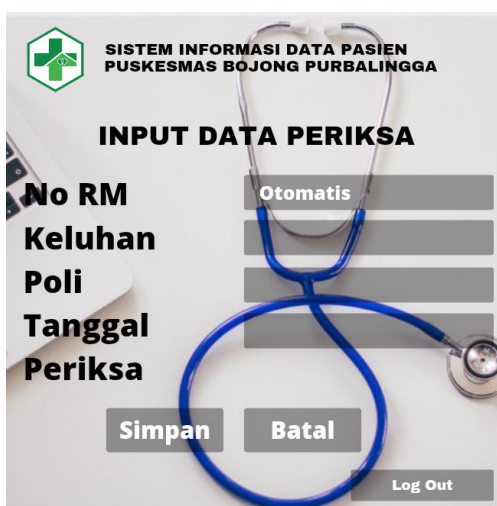 SISTEM INFORMASI DATA PASIEN
PUSKESMAS BOJONG PURBALINGGA
INPUT DATA PERIKSA
No RM
Otomatis
Keluhan
Poli
Tanggal
Periksa
Simpan
Batal
Log Out